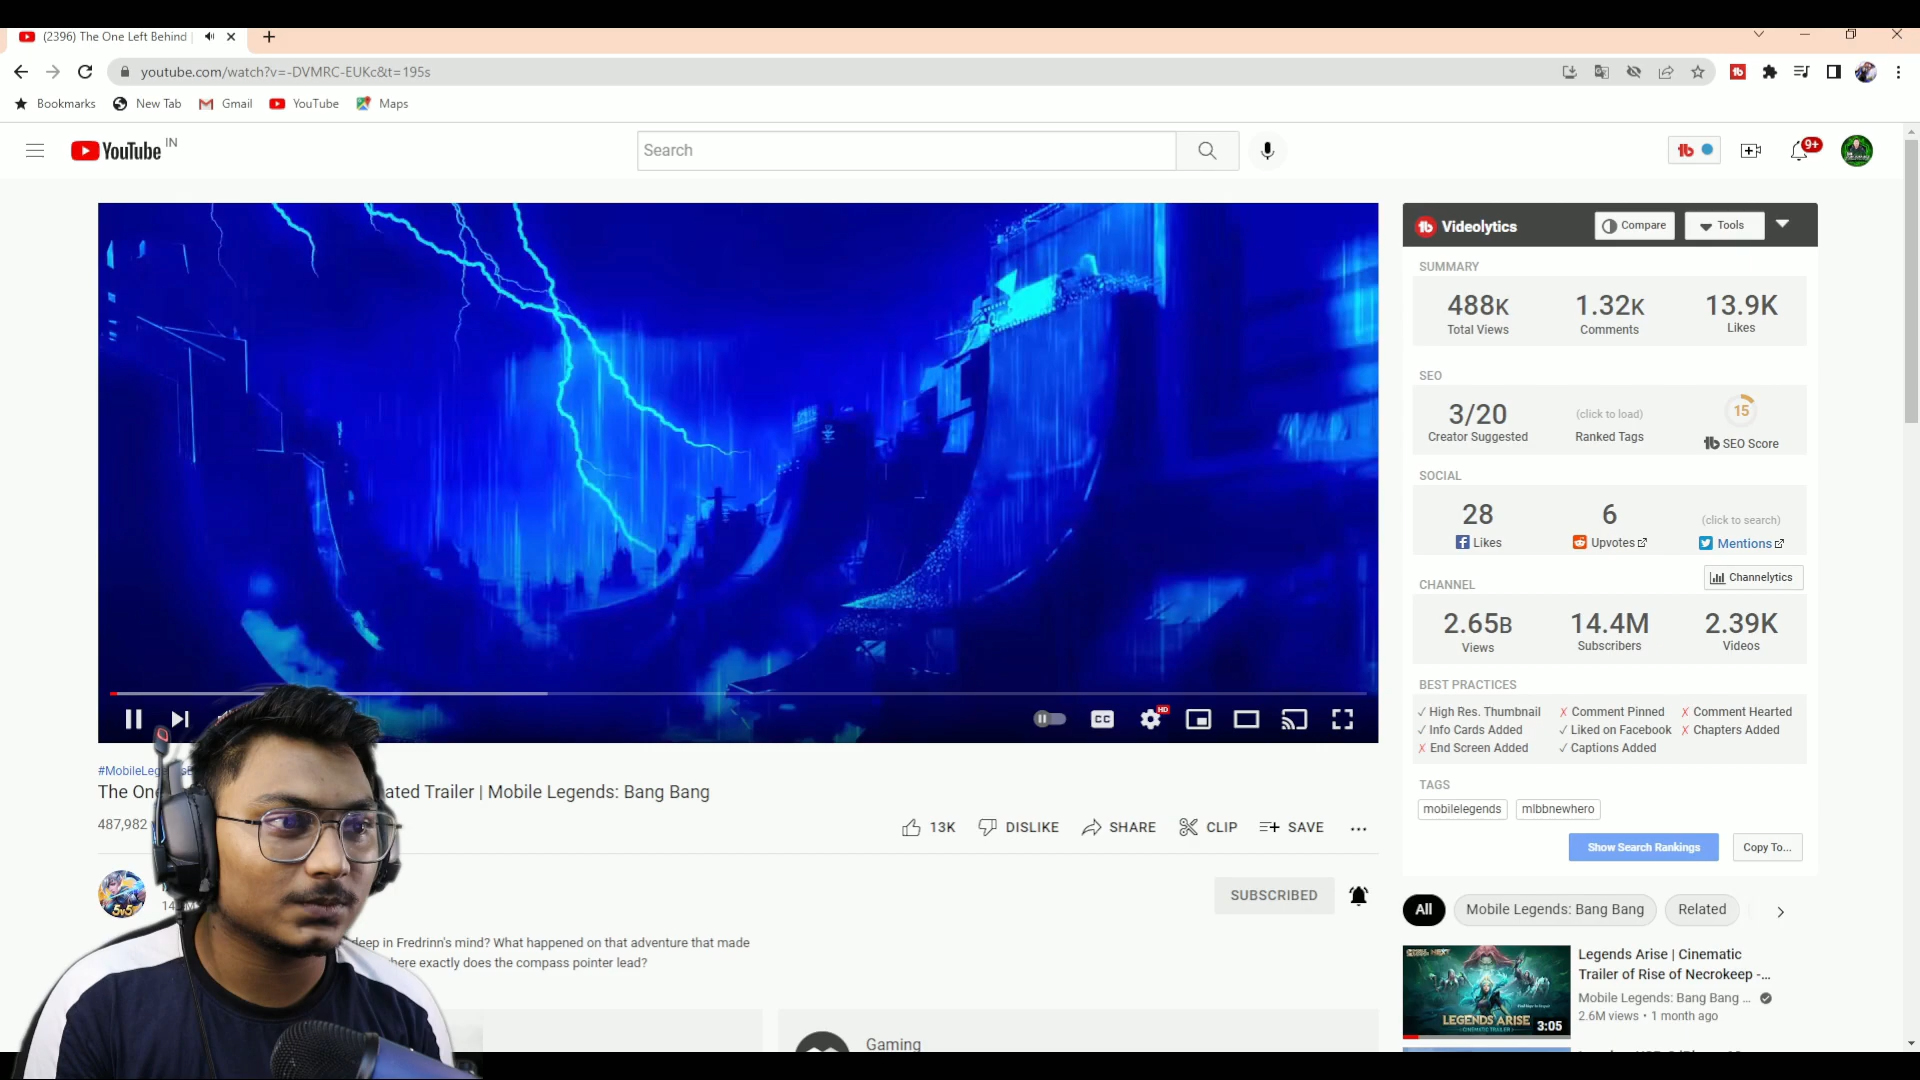 (2396) The One Left Behind |
youtube.com/watch?v=-DVMRC-EUKc&t=195s
Bookmarks New Tab Gmail YouTube Maps
YouTube IN
Search
9+
Videolytics Compare Tools
SUMMARY
488K 1.32K 13.9K
Total Views Comments Likes
SEO
3/20 (click to load) 15
Creator Suggested Ranked Tags SEO Score
SOCIAL
28 6 (click to search)
Likes Upvotes Mentions
CHANNEL Channelytics
2.65B 14.4M 2.39K
Views Subscribers Videos
BEST PRACTICES
✓ High Res. Thumbnail ✗ Comment Pinned ✗ Comment Hearted
✓ Info Cards Added ✓ Liked on Facebook ✗ Chapters Added
✗ End Screen Added ✓ Captions Added
TAGS
mobilelegends mlbbnewhero
Show Search Rankings Copy To...
CC HD
#MobileLeg
The One ated Trailer | Mobile Legends: Bang Bang
487,982
13K DISLIKE SHARE CLIP SAVE ...
5v5
SUBSCRIBED
deep in Fredrinn's mind? What happened on that adventure that made
here exactly does the compass pointer lead?
Gaming
All Mobile Legends: Bang Bang Related
LEGENDS ARISE
3:05
Legends Arise | Cinematic
Trailer of Rise of Necrokeep -...
Mobile Legends: Bang Bang ...
2.6M views • 1 month ago